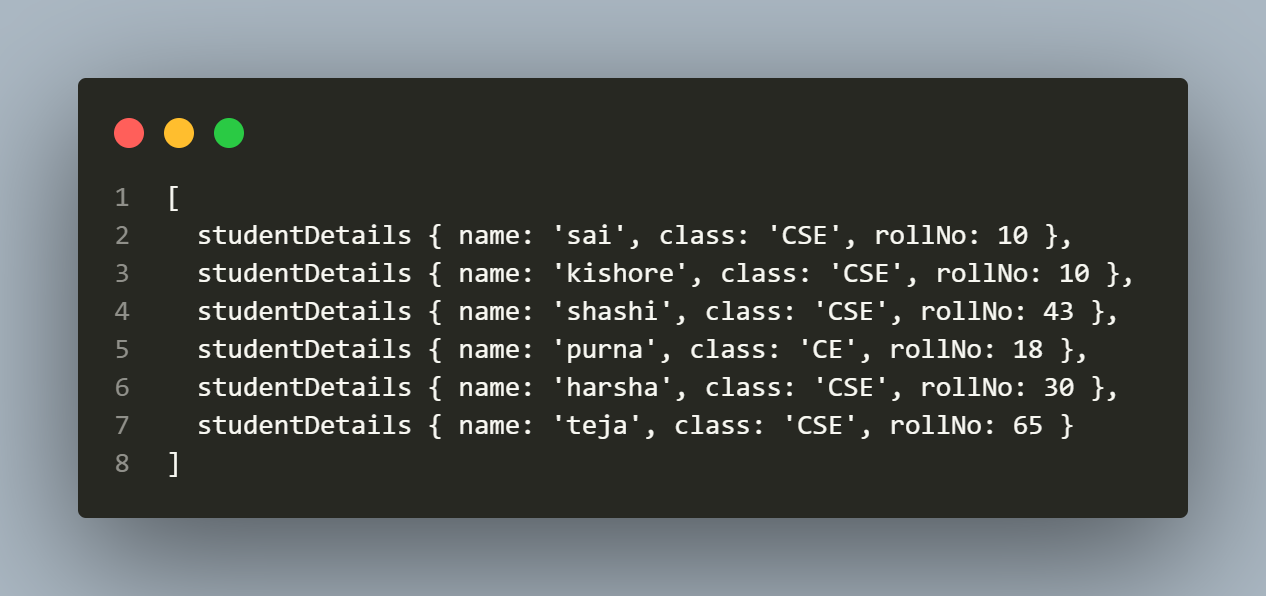 1 [
2 studentDetails { name: 'sai', class: 'CSE', rollNo: 10 },
3 studentDetails { name: 'kishore', class: 'CSE', rollNo: 10 },
4 studentDetails { name: 'shashi', class: 'CSE', rollNo: 43 },
5 studentDetails { name: 'purna', class: 'CE', rollNo: 18 },
6 studentDetails { name: 'harsha', class: 'CSE', rollNo: 30 },
7 studentDetails { name: 'teja', class: 'CSE', rollNo: 65 }
8 ]